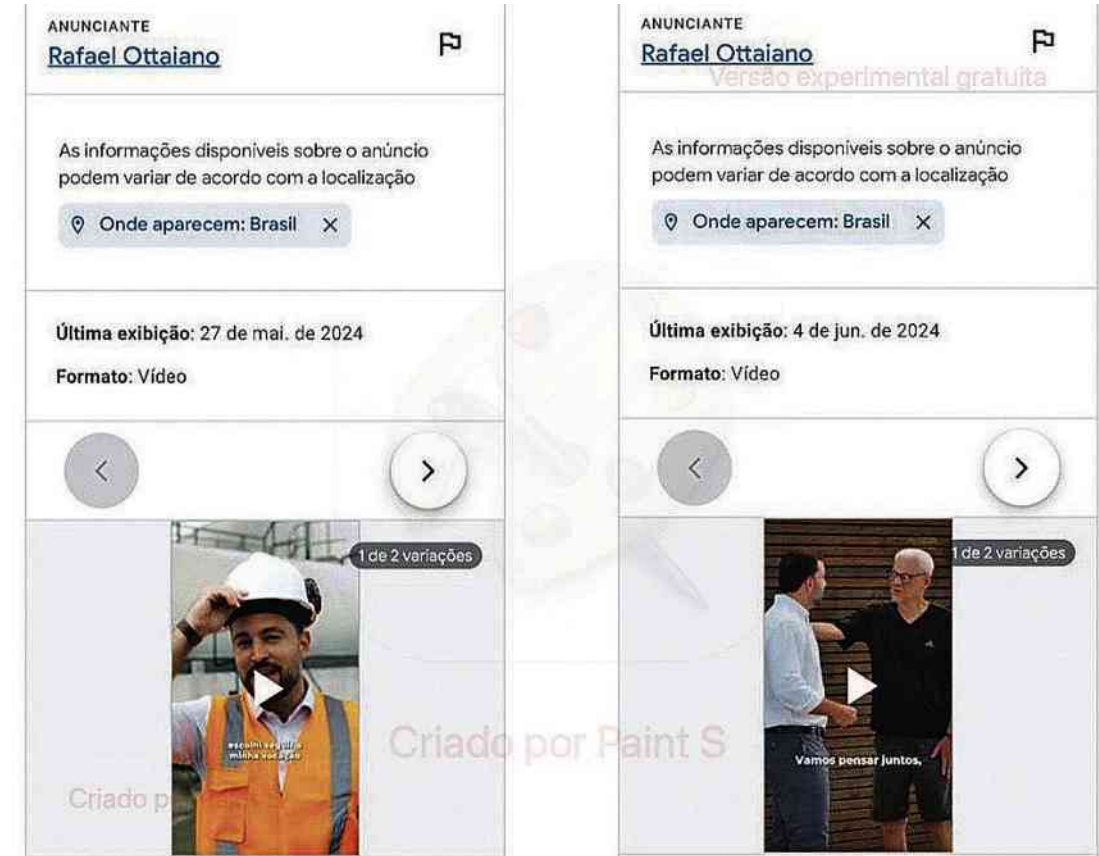 ANUNCIANTE
Rafael Ottaiano
As informações disponíveis sobre o anúncio
podem variar de acordo com a localização
Onde aparecem: Brasil
Última exibição: 27 de mai. de 2024
Formato: Vídeo
1 de 2 variações
escolhi seguir a
minha vocação
Criado p
ANUNCIANTE
Rafael Ottaiano
Versão experimental gratuita
As informações disponíveis sobre o anúncio
podem variar de acordo com a localização
Onde aparecem: Brasil
Última exibição: 4 de jun. de 2024
Formato: Vídeo
1 de 2 variações
Criado por Paint S
Vamos pensar juntos,